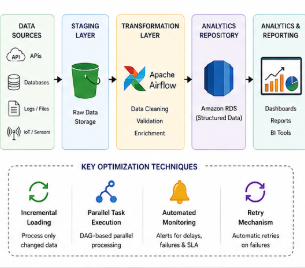 DATA
SOURCES
API
APIs
Databases
Logs / Files
IoT / Sensors
STAGING
LAYER
Raw Data
Storage
TRANSFORMATION
LAYER
Apache
Airflow
Data Cleaning
Validation
Enrichment
ANALYTICS
REPOSITORY
Amazon RDS
(Structured Data)
ANALYTICS &
REPORTING
Dashboards
Reports
BI Tools
KEY OPTIMIZATION TECHNIQUES
Incremental
Loading
Process only
changed data
Parallel Task
Execution
DAG-based parallel
processing
Automated
Monitoring
Alerts for delays,
failures & SLA
Retry
Mechanism
Automatic retries
on failures